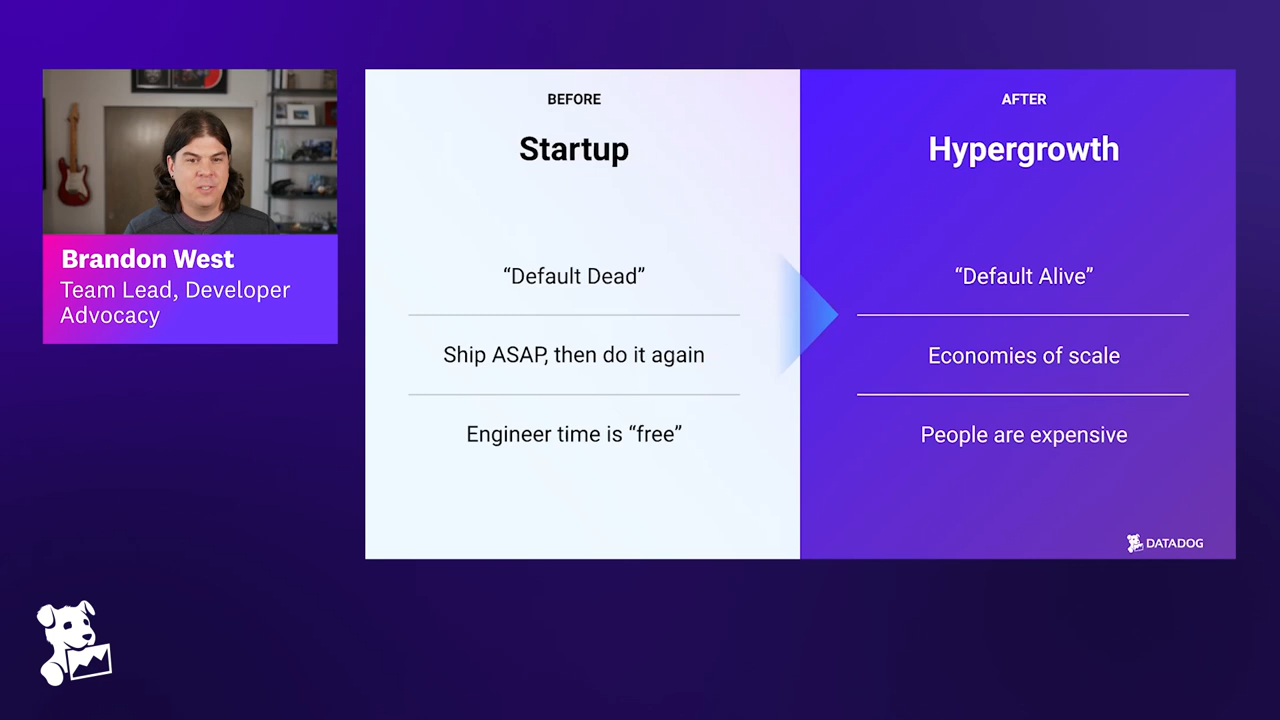 Brandon West
Team Lead, Developer
Advocacy
BEFORE
Startup
“Default Dead”
Ship ASAP, then do it again
Engineer time is “free”
AFTER
Hypergrowth
“Default Alive”
Economies of scale
People are expensive
DATADOG